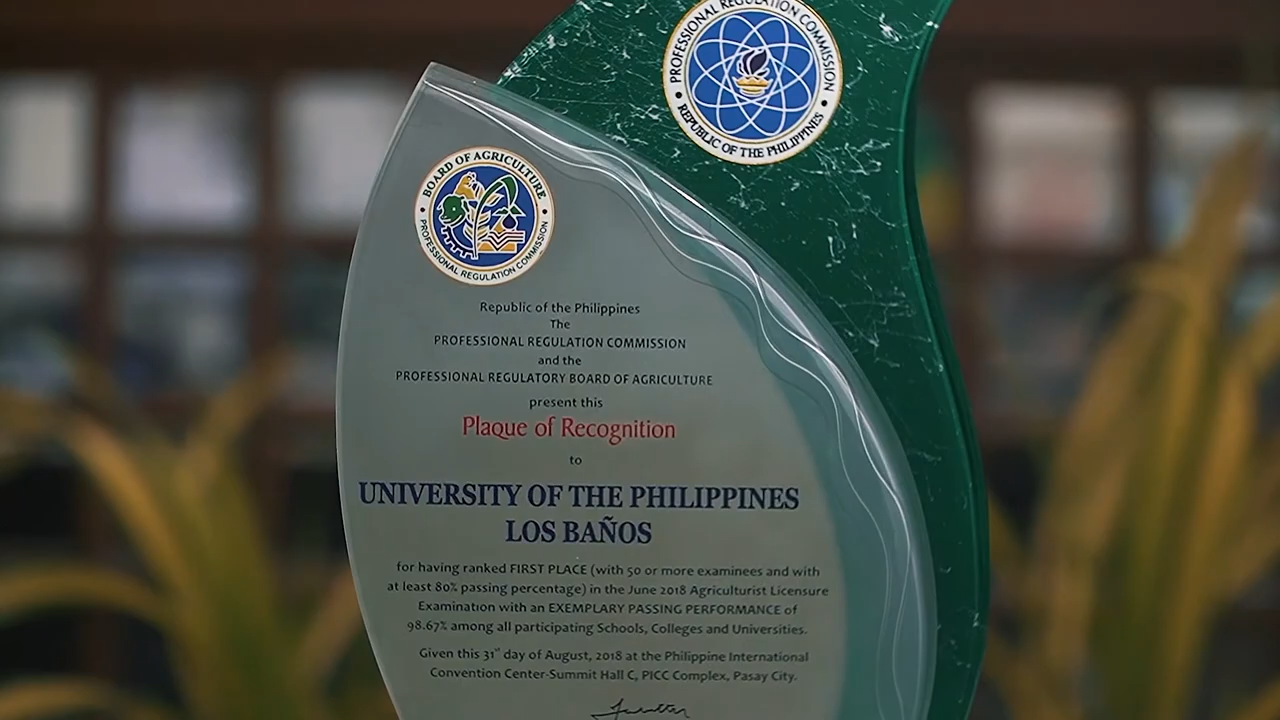 PROFESSIONAL REGULATION COMMISSION
REPUBLIC OF THE PHILIPPINES
BOARD OF AGRICULTURE
PROFESSIONAL REGULATION COMMISSION
Republic of the Philippines
The
PROFESSIONAL REGULATION COMMISSION
and the
PROFESSIONAL REGULATORY BOARD OF AGRICULTURE
present this
Plaque of Recognition
to
UNIVERSITY OF THE PHILIPPINES
LOS BAÑOS
for having ranked FIRST PLACE (with 50 or more examinees and with
at least 80% passing percentage) in the June 2018 Agriculturist Licensure
Examination with an EXEMPLARY PASSING PERFORMANCE of
98.67% among all participating Schools, Colleges and Universities.
Given this 31st day of August, 2018 at the Philippine International
Convention Center-Summit Hall C, PICC Complex, Pasay City.